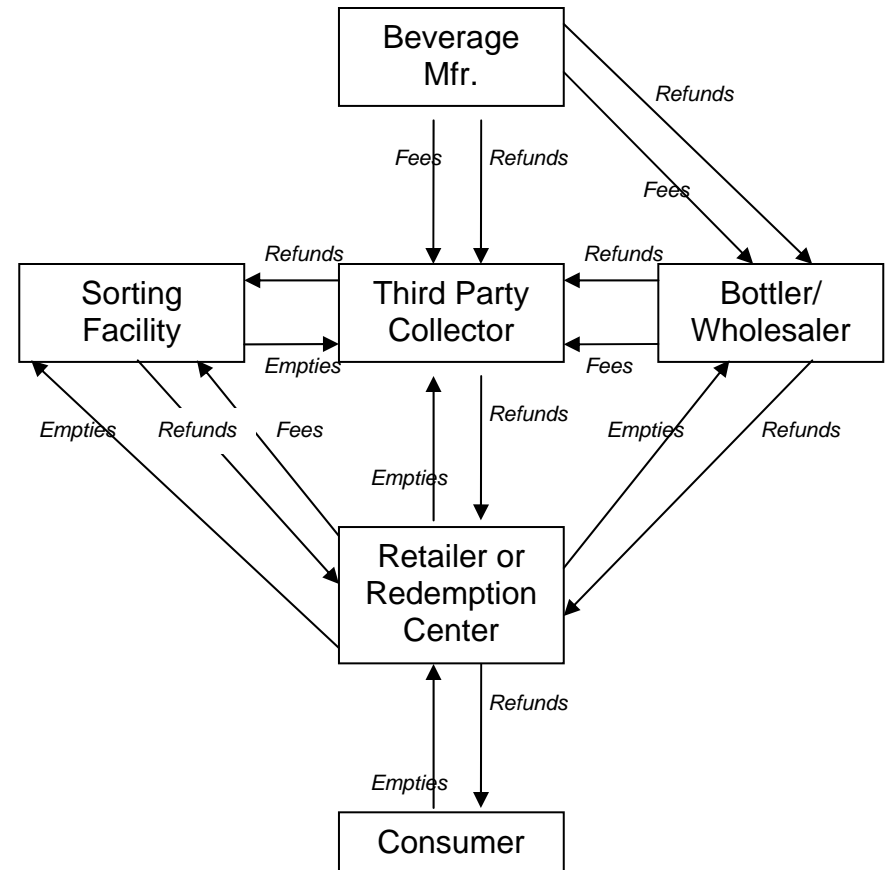 Beverage
Mfr.
Refunds
Fees
Refunds
Fees
Refunds
Refunds
Sorting
Facility
Third Party
Collector
Bottler/
Wholesaler
Empties
Fees
Refunds
Empties
Refunds
Fees
Empties
Refunds
Empties
Retailer or
Redemption
Center
Refunds
Empties
Consumer